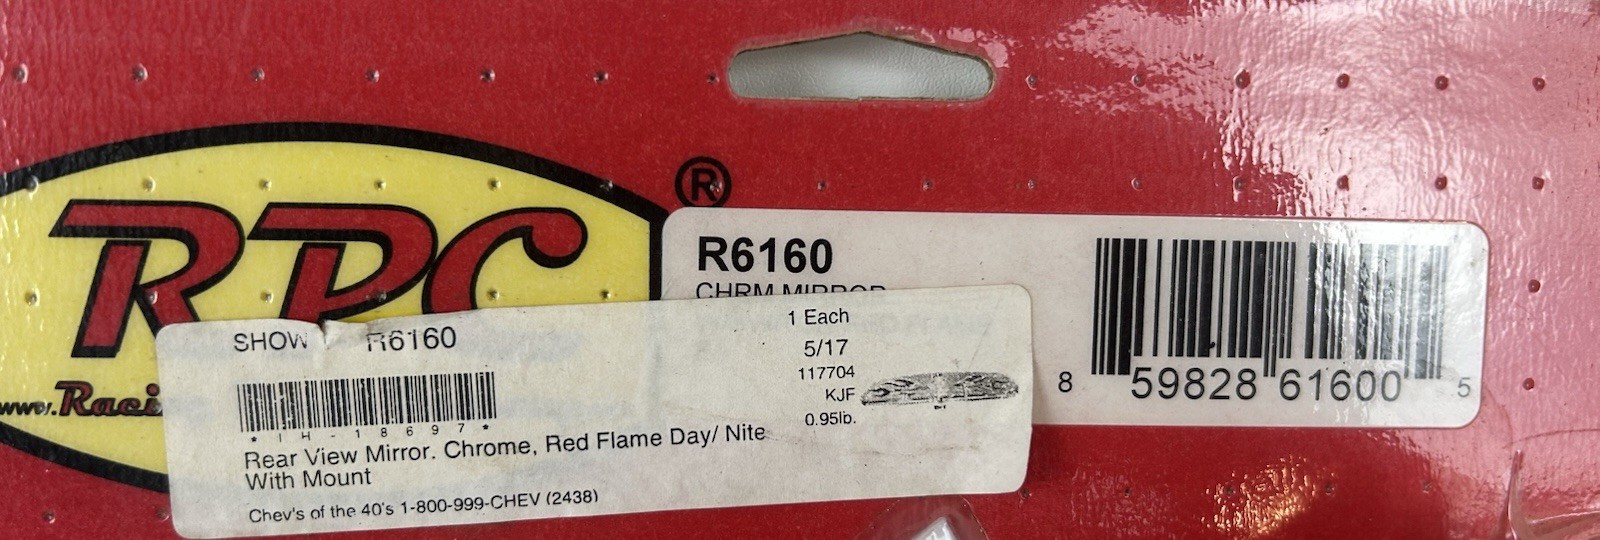 RPC
®
www.Raci
R6160
CHRM MIRROR
8 59828 61600 5
SHOW R6160
*IH-18697*
Rear View Mirror. Chrome, Red Flame Day/ Nite
With Mount
Chev's of the 40's 1-800-999-CHEV (2438)
1 Each
5/17
117704
KJF
0.95lb.